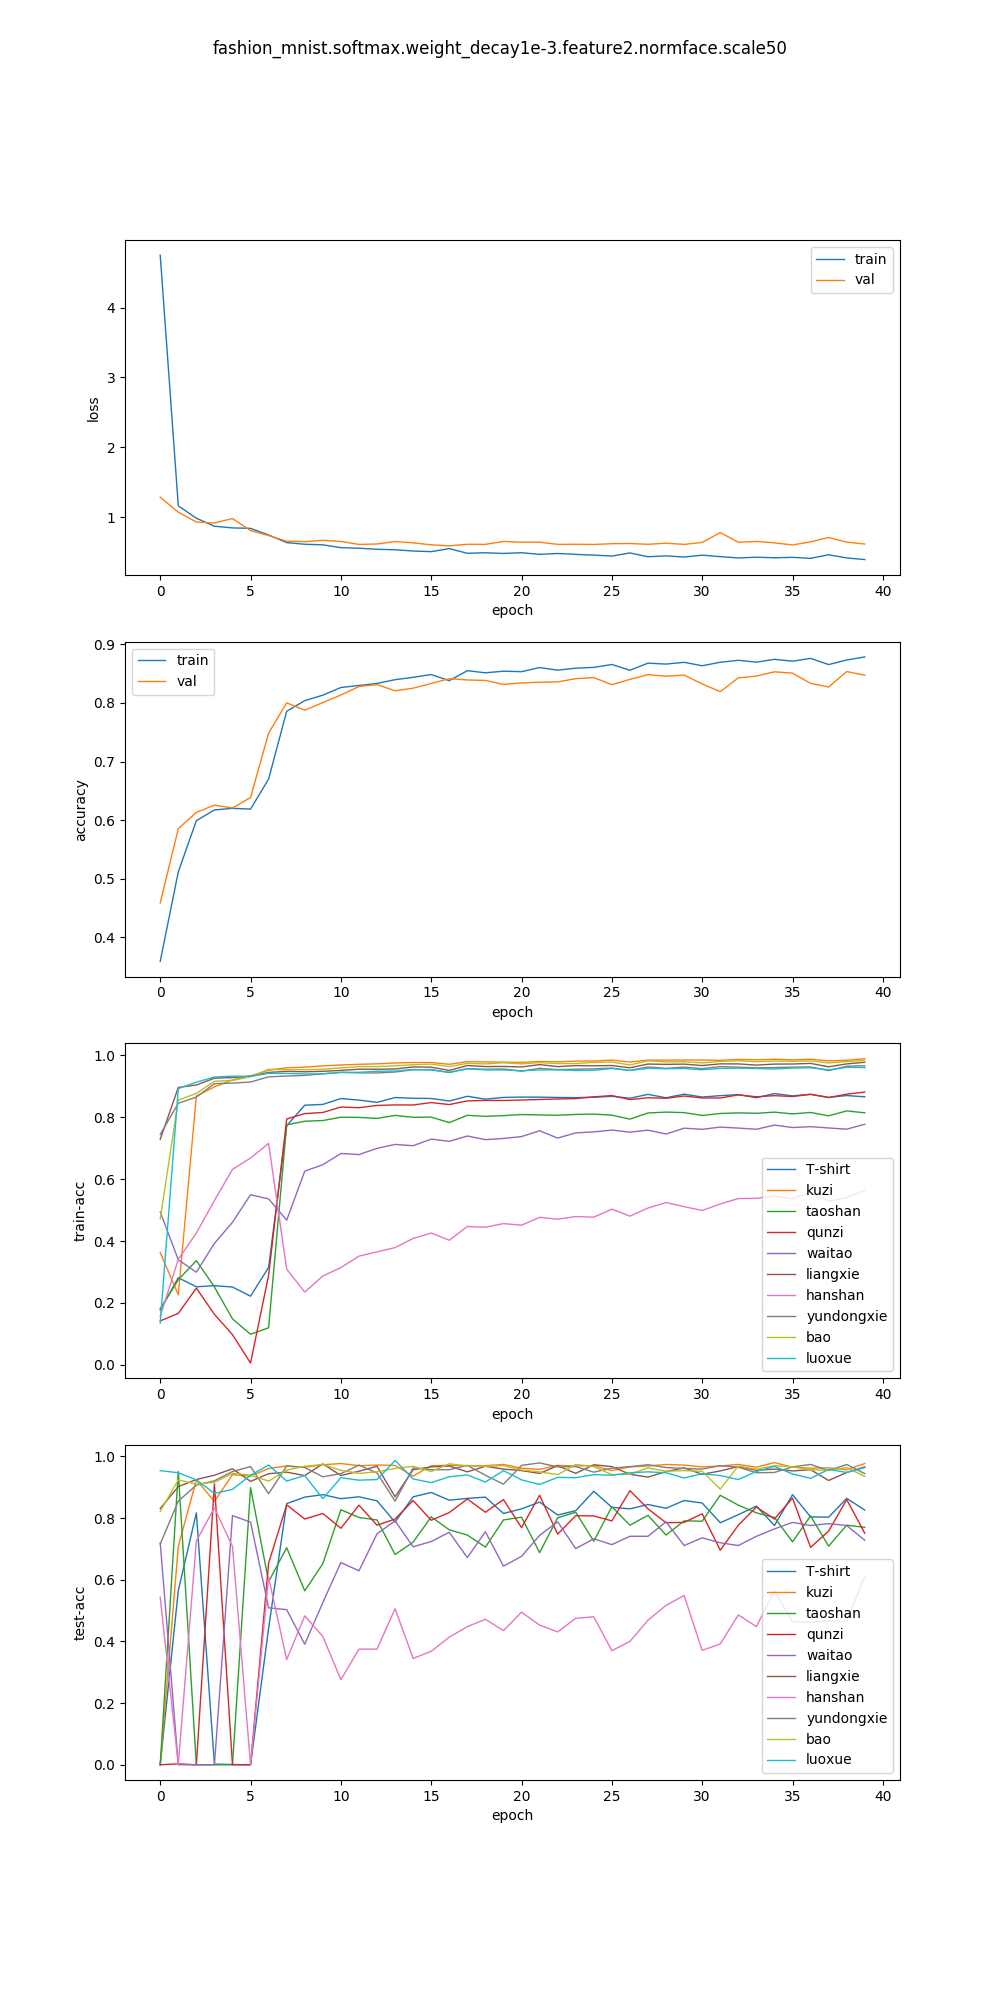 fashion_mnist.softmax.weight_decay1e-3.feature2.normface.scale50
train
val
4
3
2
1
loss
0 5 10 15 20 25 30 35 40
epoch
train
val
0.9
0.8
0.7
0.6
0.5
0.4
accuracy
0 5 10 15 20 25 30 35 40
epoch
1.0
0.8
0.6
0.4
0.2
0.0
train-acc
T-shirt
kuzi
taoshan
qunzi
waitao
liangxie
hanshan
yundongxie
bao
luoxue
0 5 10 15 20 25 30 35 40
epoch
1.0
0.8
0.6
0.4
0.2
0.0
test-acc
T-shirt
kuzi
taoshan
qunzi
waitao
liangxie
hanshan
yundongxie
bao
luoxue
0 5 10 15 20 25 30 35 40
epoch